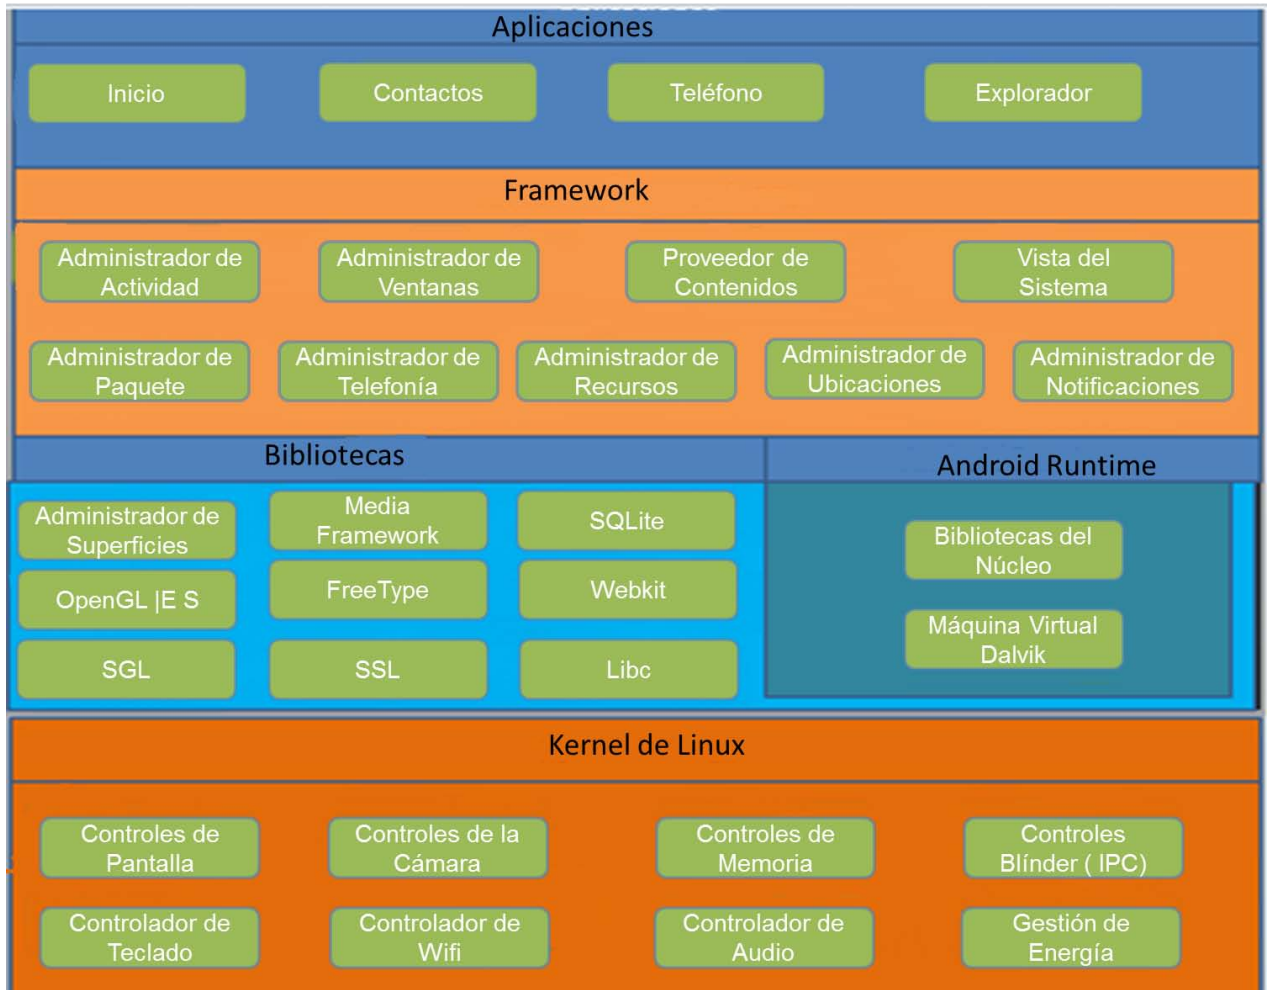 Aplicaciones
Inicio
Contactos
Teléfono
Explorador
Framework
Administrador de
Actividad
Administrador de
Ventanas
Proveedor de
Contenidos
Vista del
Sistema
Administrador de
Paquete
Administrador de
Telefonía
Administrador de
Recursos
Administrador de
Ubicaciones
Administrador de
Notificaciones
Bibliotecas
Android Runtime
Administrador de
Superficies
Media
Framework
SQLite
OpenGL |E S
FreeType
Webkit
SGL
SSL
Libc
Bibliotecas del
Núcleo
Máquina Virtual
Dalvik
Kernel de Linux
Controles de
Pantalla
Controles de la
Cámara
Controles de
Memoria
Controles
Blínder ( IPC)
Controlador de
Teclado
Controlador de
Wifi
Controlador de
Audio
Gestión de
Energía